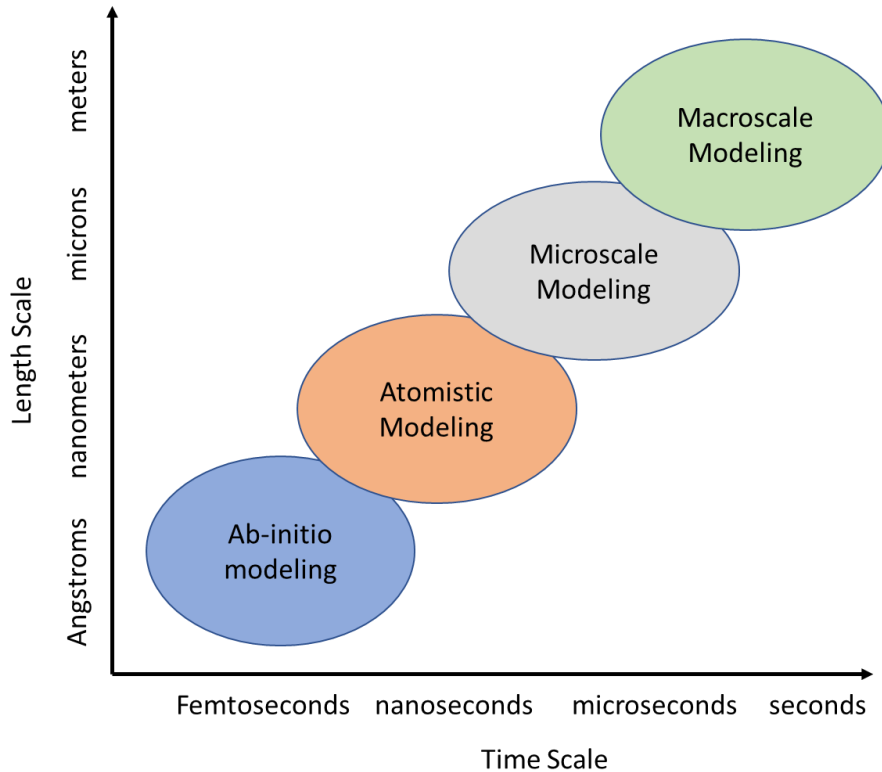 Length Scale
meters
microns
nanometers
Angstroms
Macroscale
Modeling
Microscale
Modeling
Atomistic
Modeling
Ab-initio
modeling
Femtoseconds nanoseconds microseconds seconds
Time Scale